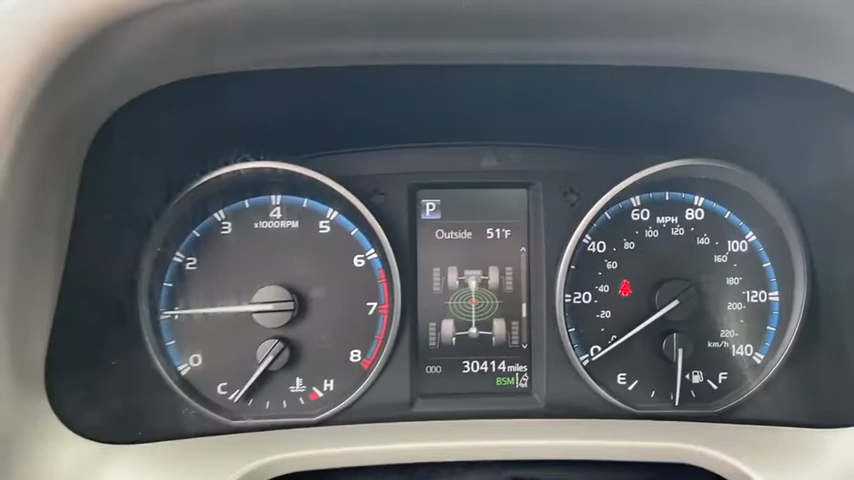 4
x1000RPM
3 5
2 6
1 7
0 8
C H
P
Outside 51°F
000 30414 miles
BSM
60 MPH 80
100 120
80 140
40 100
60 160
40 180
20 120
20 200
220
0 km/h 140
E F